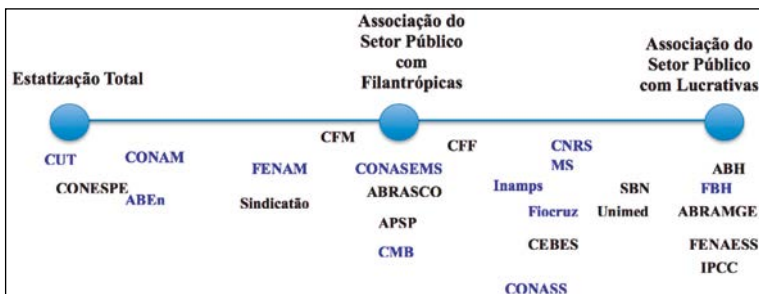 Associação do
Setor Público
com
Filantrópicas
Associação do
Setor Público
com Lucrativas
Estatização Total
CFM
CFF
CNRS
MS
CUT
CONAM
FENAM
CONASEMS
ABH
CONESPE
ABEn
Sindicatão
ABRASCO
Inamps
SBN
FBH
APSP
Fiocruz
Unimed
ABRAMGE
CMB
CEBES
FENAESS
IPCC
CONASS